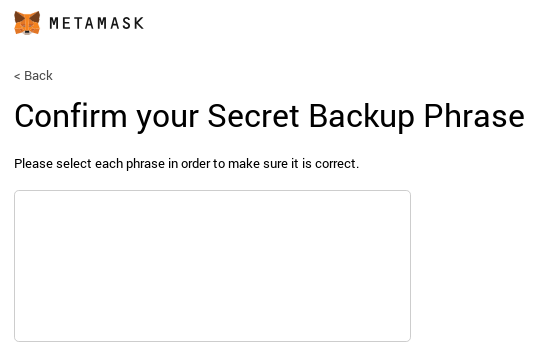 METAMASK
< Back
Confirm your Secret Backup Phrase
Please select each phrase in order to make sure it is correct.